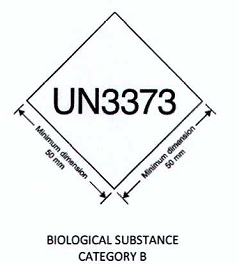 UN3373
Minimum dimension
50 mm
Minimum dimension
50 mm
BIOLOGICAL SUBSTANCE
CATEGORY B